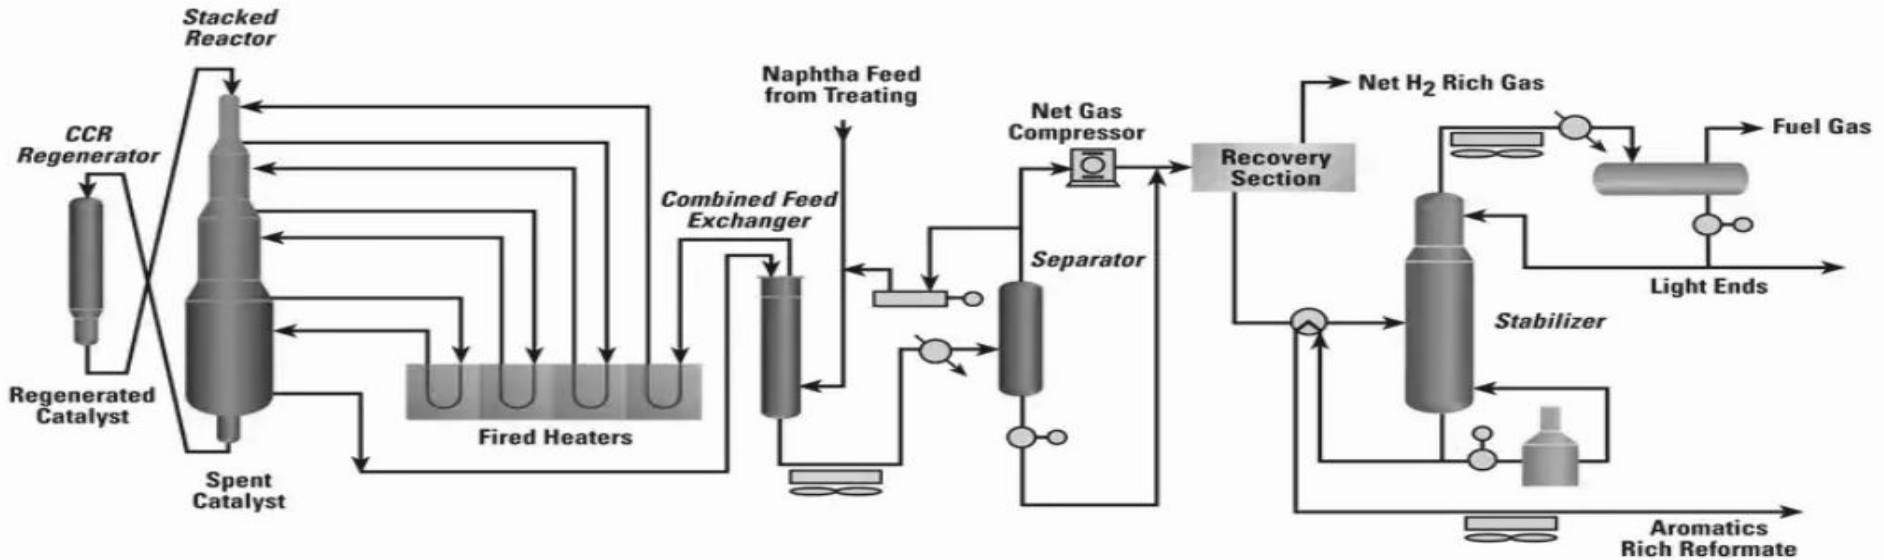 Stacked
Reactor
CCR
Regenerator
Regenerated
Catalyst
Spent
Catalyst
Fired Heaters
Naphtha Feed
from Treating
Combined Feed
Exchanger
Net Gas
Compressor
Separator
Recovery
Section
Net H2 Rich Gas
Fuel Gas
Light Ends
Stabilizer
Aromatics
Rich Reformate